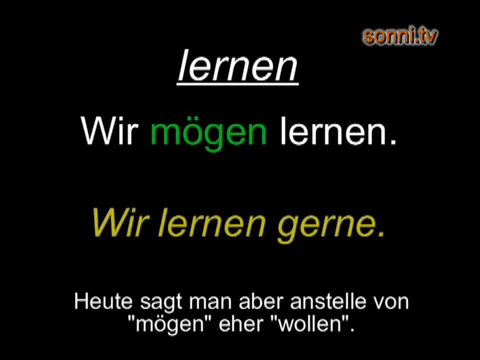 sonni.tv
lernen
Wir mögen lernen.
Wir lernen gerne.
Heute sagt man aber anstelle von
"mögen" eher "wollen".